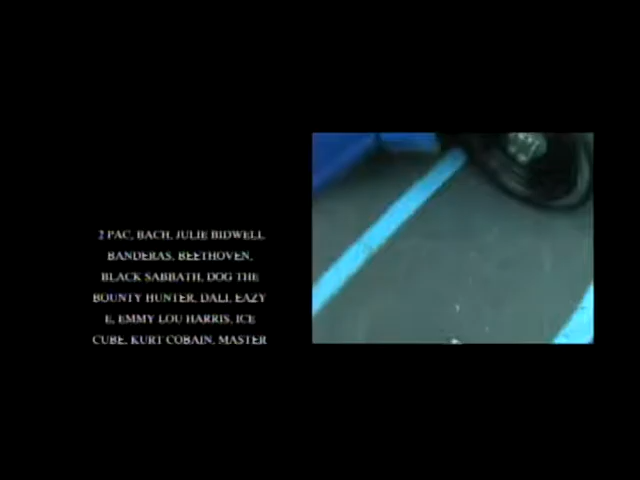 2 PAC, BACH, JULIE BIDWELL
BANDERAS, BEETHOVEN,
BLACK SABBATH, DOG THE
BOUNTY HUNTER, DALI, EAZY
E, EMMY LOU HARRIS, ICE
CUBE, KURT COBAIN, MASTER